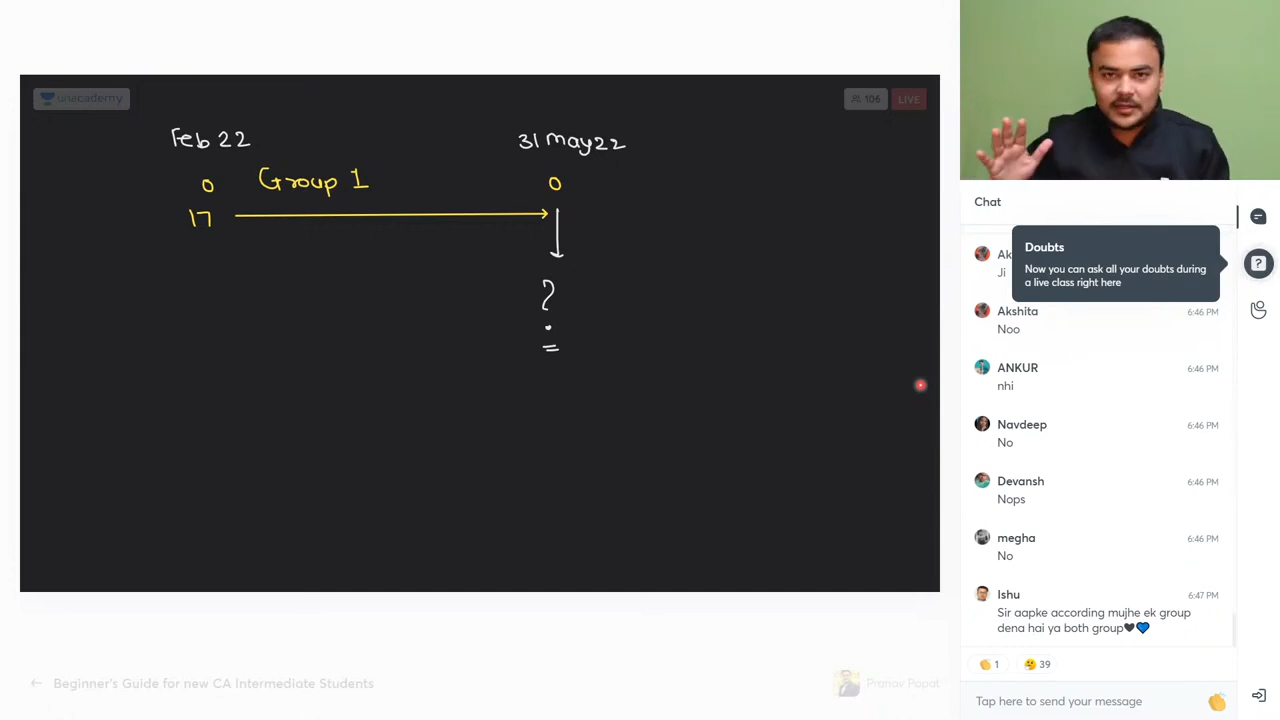 unacademy
106
LIVE
Feb 22
31 may 22
0
Group 1
0
17
?
Chat
Doubts
Now you can ask all your doubts during
a live class right here
Ak
Ji
Akshita
6:46 PM
Noo
ANKUR
6:46 PM
nhi
Navdeep
6:46 PM
No
Devansh
6:46 PM
Nops
megha
6:46 PM
No
Ishu
6:47 PM
Sir aapke according mujhe ek group
dena hai ya both group🖤💙
👏 1
🤔 39
Beginner's Guide for new CA Intermediate Students
Pranav Popat
Tap here to send your message